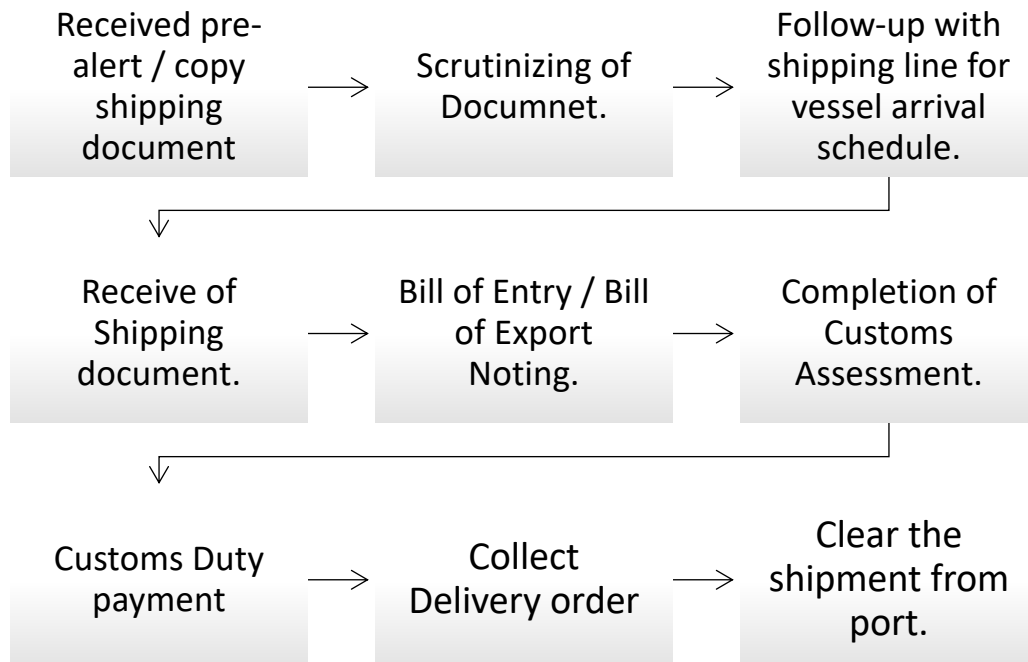 Received pre-
alert / copy
shipping
document
Scrutinizing of
Documnet.
Follow-up with
shipping line for
vessel arrival
schedule.
Receive of
Shipping
document.
Bill of Entry / Bill
of Export
Noting.
Completion of
Customs
Assessment.
Customs Duty
payment
Collect
Delivery order
Clear the
shipment from
port.